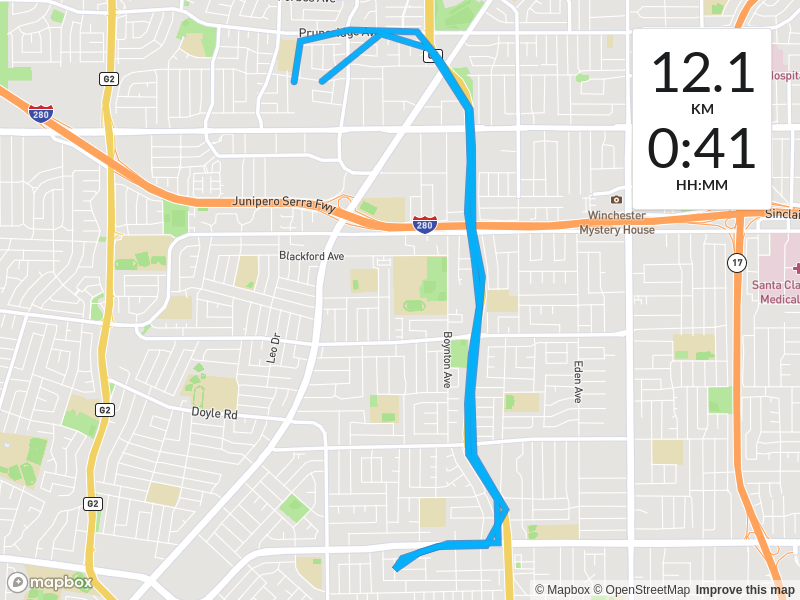 Pruneridge Ave
G2
G2
280
12.1
KM
0:41
HH:MM
Hospita
Junipero Serra Fwy
280
Winchester
Mystery House
Sinclai
Blackford Ave
17
Santa Cla
Medical
Leo Dr
Boynton Ave
Eden Ave
G2
Doyle Rd
G2
mapbox
© Mapbox © OpenStreetMap Improve this map